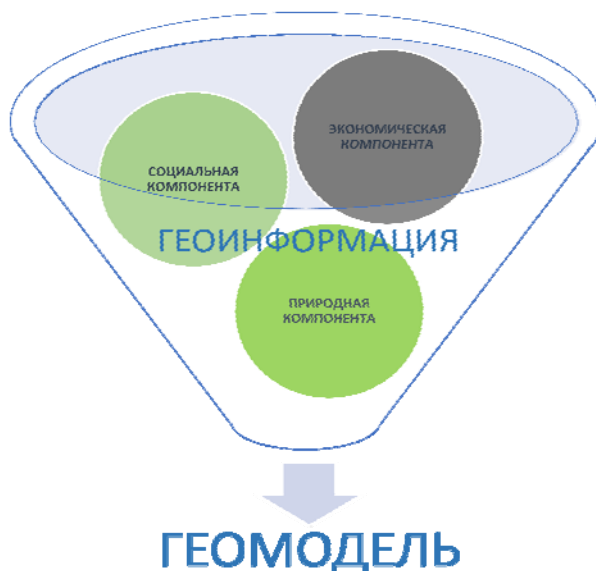 ЭКОНОМИЧЕСКАЯ
КОМПОНЕНТА
СОЦИАЛЬНАЯ
КОМПОНЕНТА
ГЕОИНФОРМАЦИЯ
ПРИРОДНАЯ
КОМПОНЕНТА
ГЕОМОДЕЛЬ